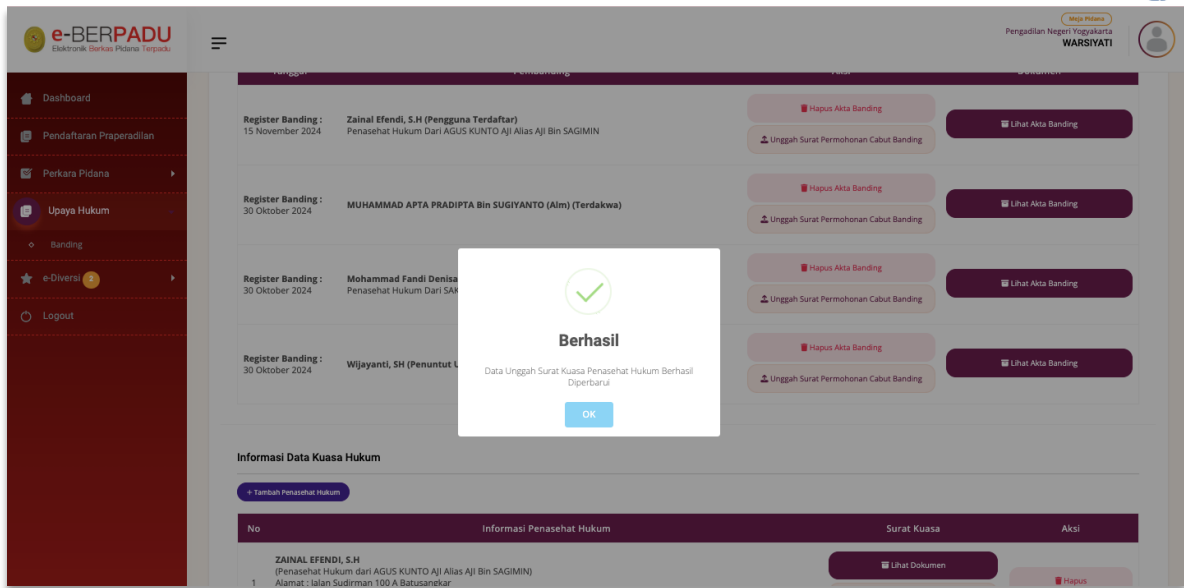 e-BERPADU
Elektronik Berkas Pidana Terpadu
Meja Pidana
Pengadilan Negeri Yogyakarta
WARSIYATI
Dashboard
Pendaftaran Praperadilan
Perkara Pidana
Upaya Hukum
Banding
e-Diversi 2
Logout
Tanggal Pembanding Aksi Dokumen
Register Banding :
15 November 2024
Zainal Efendi, S.H (Pengguna Terdaftar)
Penasehat Hukum Dari AGUS KUNTO AJI Alias AJI Bin SAGIMIN
Hapus Akta Banding
Unggah Surat Permohonan Cabut Banding
Lihat Akta Banding
Register Banding :
30 Oktober 2024
MUHAMMAD APTA PRADIPTA Bin SUGIYANTO (Alm) (Terdakwa)
Hapus Akta Banding
Unggah Surat Permohonan Cabut Banding
Lihat Akta Banding
Register Banding :
30 Oktober 2024
Mohammad Fandi Denisa
Penasehat Hukum Dari SAK
Hapus Akta Banding
Unggah Surat Permohonan Cabut Banding
Lihat Akta Banding
Register Banding :
30 Oktober 2024
Wijayanti, SH (Penuntut U
Hapus Akta Banding
Unggah Surat Permohonan Cabut Banding
Lihat Akta Banding
Berhasil
Data Unggah Surat Kuasa Penasehat Hukum Berhasil
Diperbarui
OK
Informasi Data Kuasa Hukum
+ Tambah Penasehat Hukum
No Informasi Penasehat Hukum Surat Kuasa Aksi
1
ZAINAL EFENDI, S.H
(Penasehat Hukum dari AGUS KUNTO AJI Alias AJI Bin SAGIMIN)
Alamat : Jalan Sudirman 100 A Batusangkar
Lihat Dokumen
Hapus